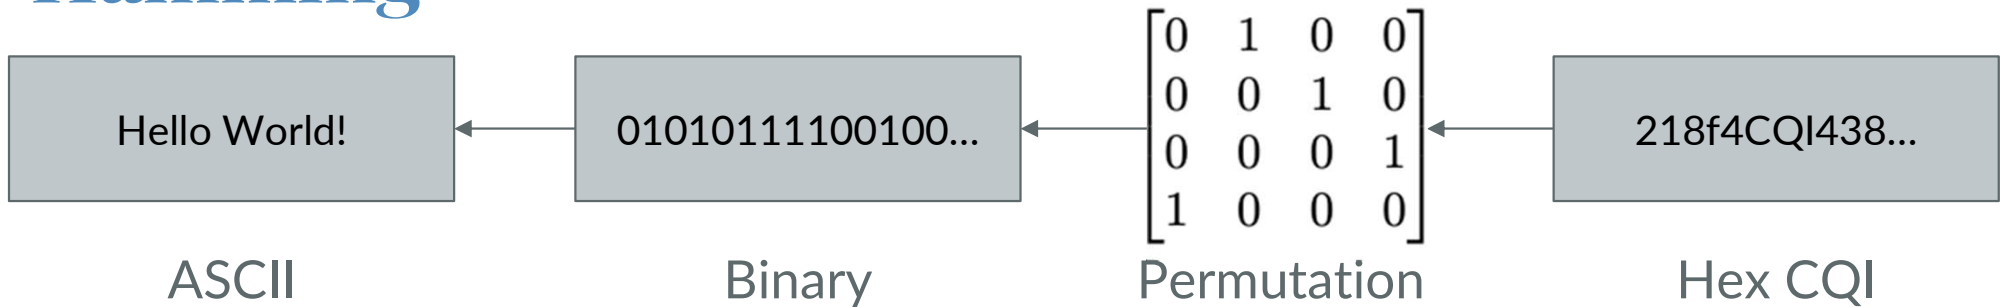 Hello World!
01010111100100...
0 1 0 0
0 0 1 0
0 0 0 1
1 0 0 0
218f4CQI438...
ASCII
Binary
Permutation
Hex CQI